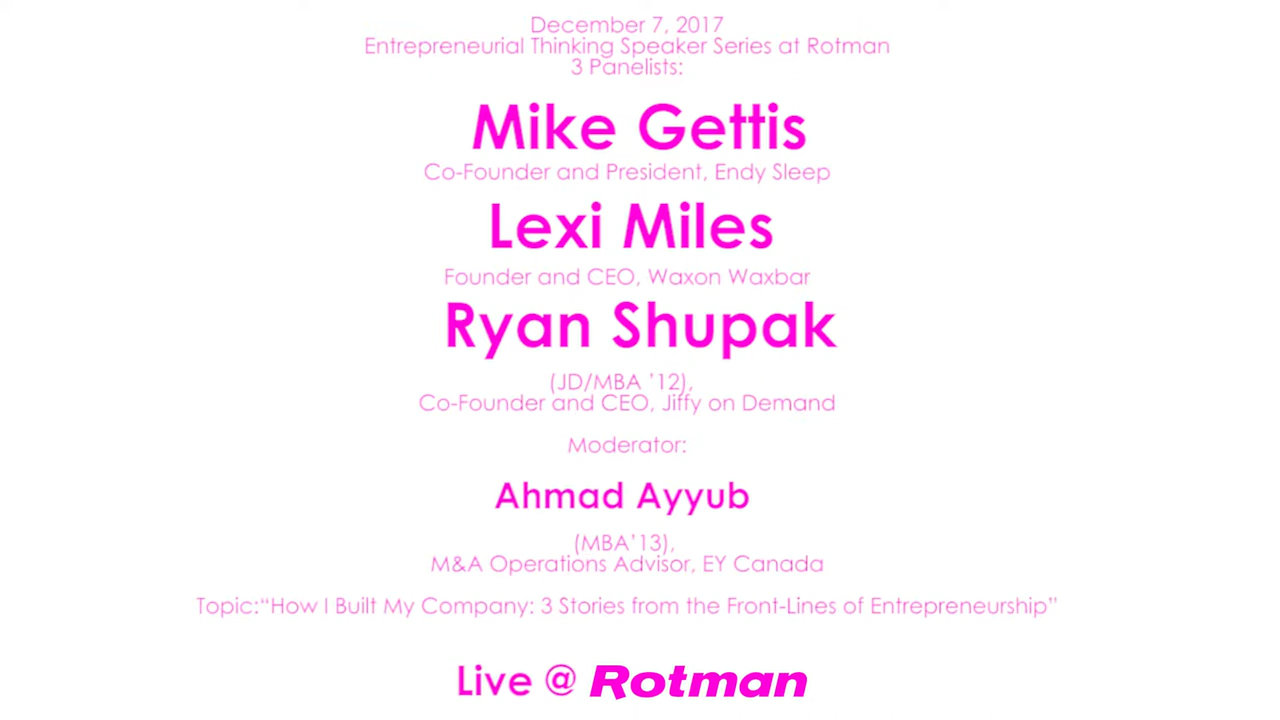 December 7, 2017
Entrepreneurial Thinking Speaker Series at Rotman
3 Panelists:
Mike Gettis
Co-Founder and President, Endy Sleep
Lexi Miles
Founder and CEO, Waxon Waxbar
Ryan Shupak
(JD/MBA '12),
Co-Founder and CEO, Jiffy on Demand
Moderator:
Ahmad Ayyub
(MBA'13),
M&A Operations Advisor, EY Canada
Topic:“How I Built My Company: 3 Stories from the Front-Lines of Entrepreneurship”
Live @ Rotman